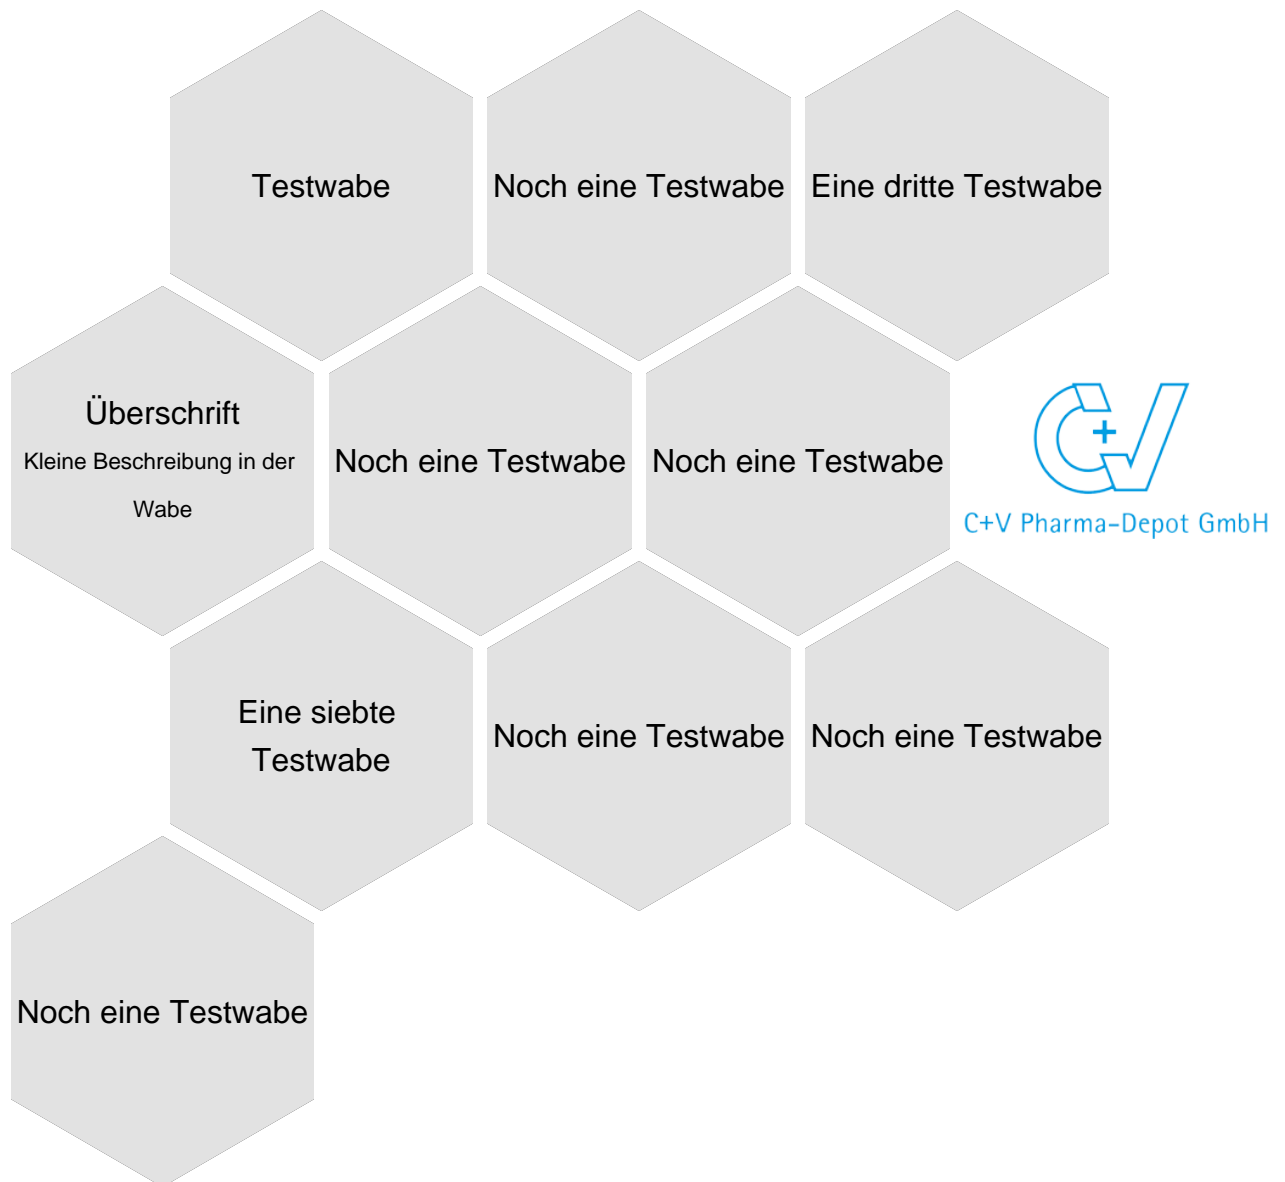 Testwabe
Noch eine Testwabe
Eine dritte Testwabe
Überschrift
Kleine Beschreibung in der
Wabe
Noch eine Testwabe
Noch eine Testwabe
C+V
C+V Pharma-Depot GmbH
Eine siebte
Testwabe
Noch eine Testwabe
Noch eine Testwabe
Noch eine Testwabe